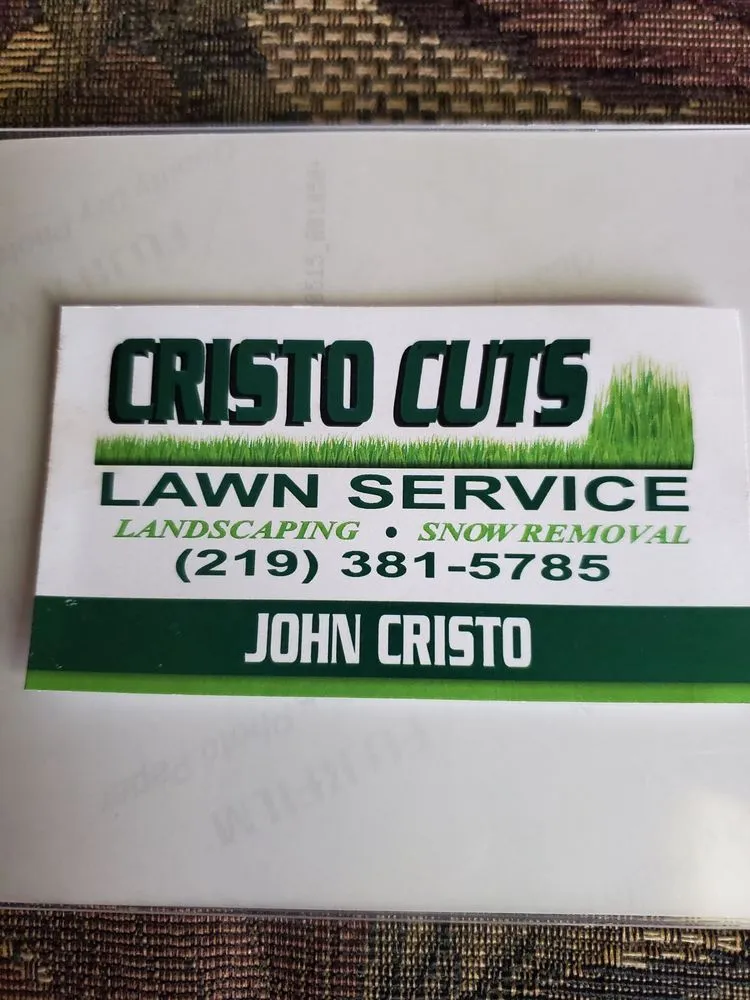 CRISTO CUTS
LAWN SERVICE
LANDSCAPING • SNOW REMOVAL
(219) 381-5785
JOHN CRISTO